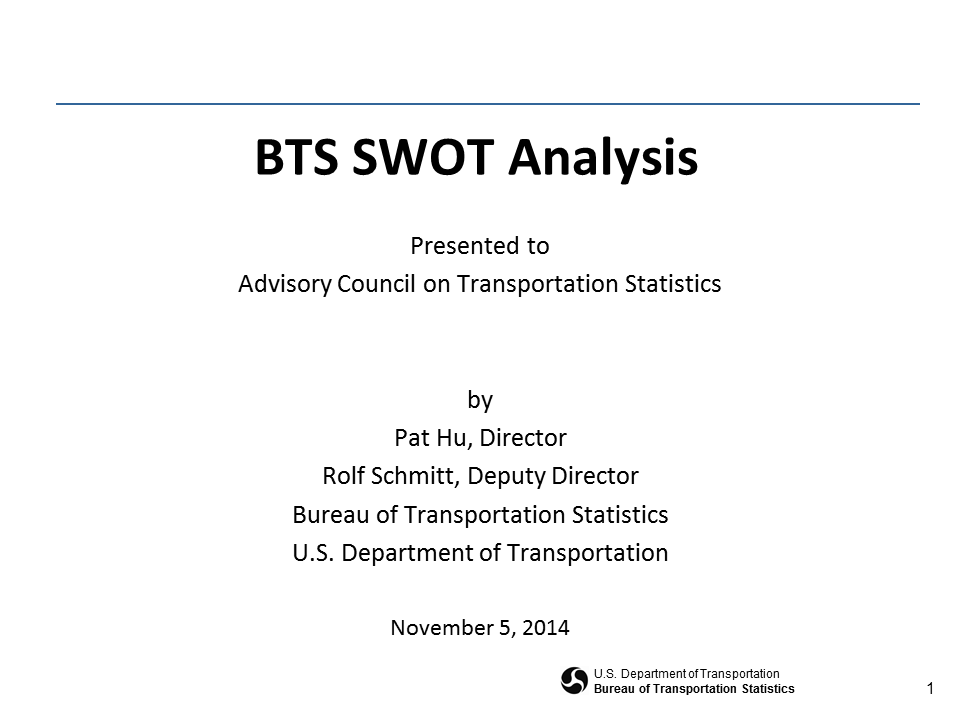 BTS SWOT Analysis
Presented to
Advisory Council on Transportation Statistics
by
Pat Hu, Director
Rolf Schmitt, Deputy Director
Bureau of Transportation Statistics
U.S. Department of Transportation
November 5, 2014
U.S. Department of Transportation
Bureau of Transportation Statistics
1